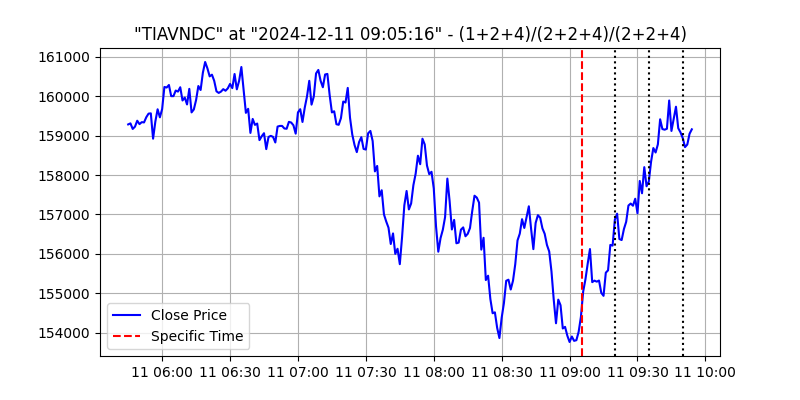 "TIAVNDC" at "2024-12-11 09:05:16" - (1+2+4)/(2+2+4)/(2+2+4)
161000
160000
159000
158000
157000
156000
155000
154000
Close Price
Specific Time
11 06:00 11 06:30 11 07:00 11 07:30 11 08:00 11 08:30 11 09:00 11 09:30 11 10:00